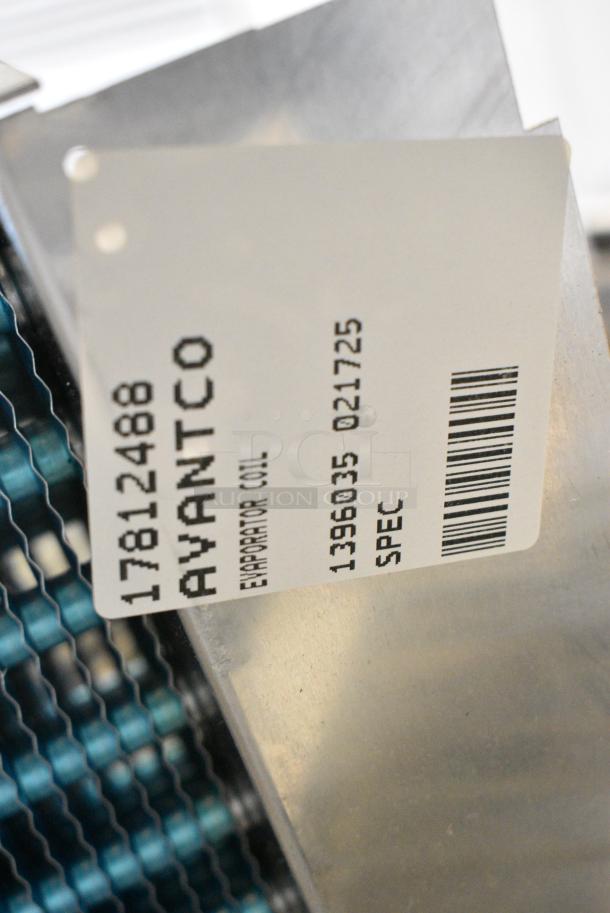 17812488
AVANTCO
EVAPORATOR COIL
1396035 021725
SPEC
PCI
AUCTION GROUP